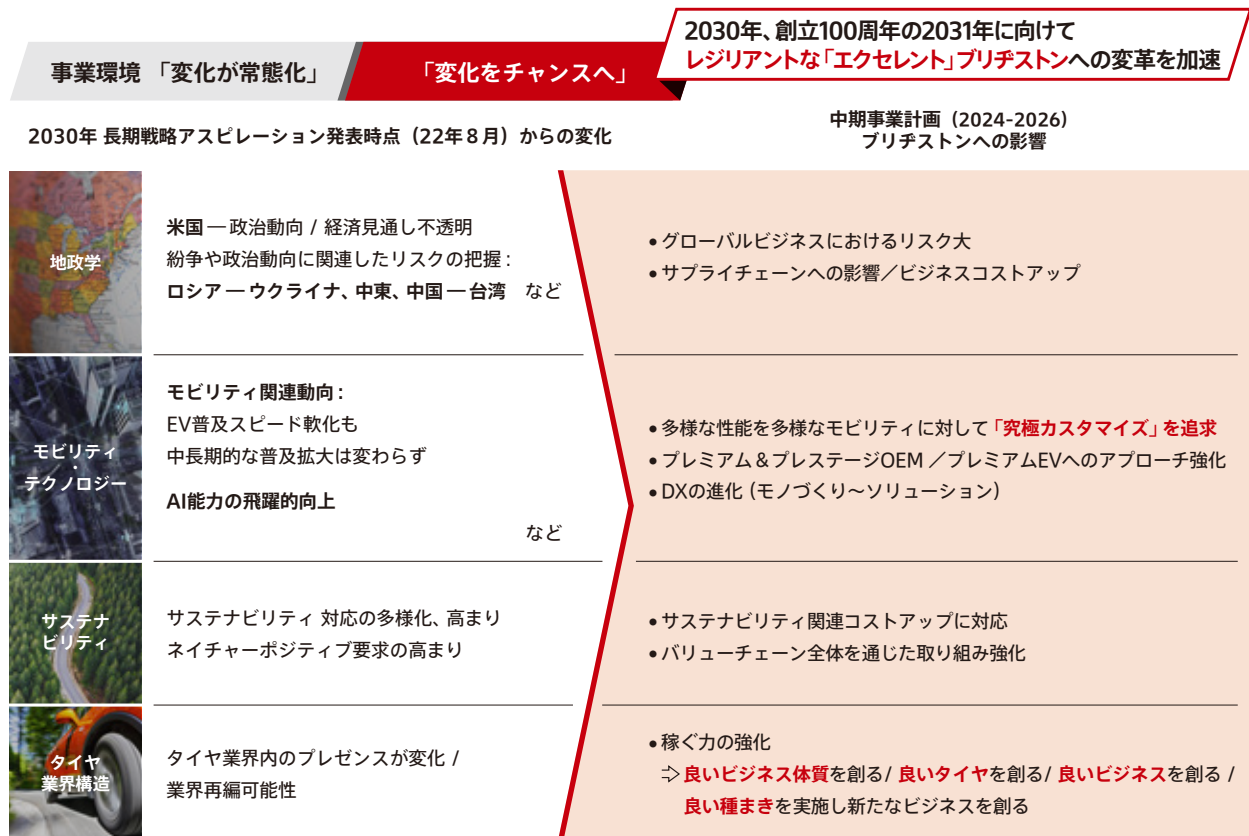 2030年、創立100周年の2031年に向けて
レジリアントな「エクセレント」ブリヂストンへの変革を加速
事業環境 「変化が常態化」
「変化をチャンスへ」
2030年 長期戦略アスピレーション発表時点（22年8月）からの変化
中期事業計画（2024-2026）
ブリヂストンへの影響
地政学
米国 ― 政治動向 / 経済見通し不透明
紛争や政治動向に関連したリスクの把握：
ロシア ― ウクライナ、中東、中国 ― 台湾　など
•グローバルビジネスにおけるリスク大
•サプライチェーンへの影響／ビジネスコストアップ
モビリティ
・
テクノロジー
モビリティ関連動向：
EV普及スピード軟化も
中長期的な普及拡大は変わらず
AI能力の飛躍的向上
など
•多様な性能を多様なモビリティに対して「究極カスタマイズ」を追求
•プレミアム＆プレステージOEM ／プレミアムEVへのアプローチ強化
•DXの進化（モノづくり～ソリューション）
サステナ
ビリティ
サステナビリティ 対応の多様化、高まり
ネイチャーポジティブ要求の高まり
•サステナビリティ関連コストアップに対応
•バリューチェーン全体を通じた取り組み強化
タイヤ
業界構造
タイヤ業界内のプレゼンスが変化 /
業界再編可能性
•稼ぐ力の強化
⇨良いビジネス体質を創る/ 良いタイヤを創る/ 良いビジネスを創る /
良い種まきを実施し新たなビジネスを創る